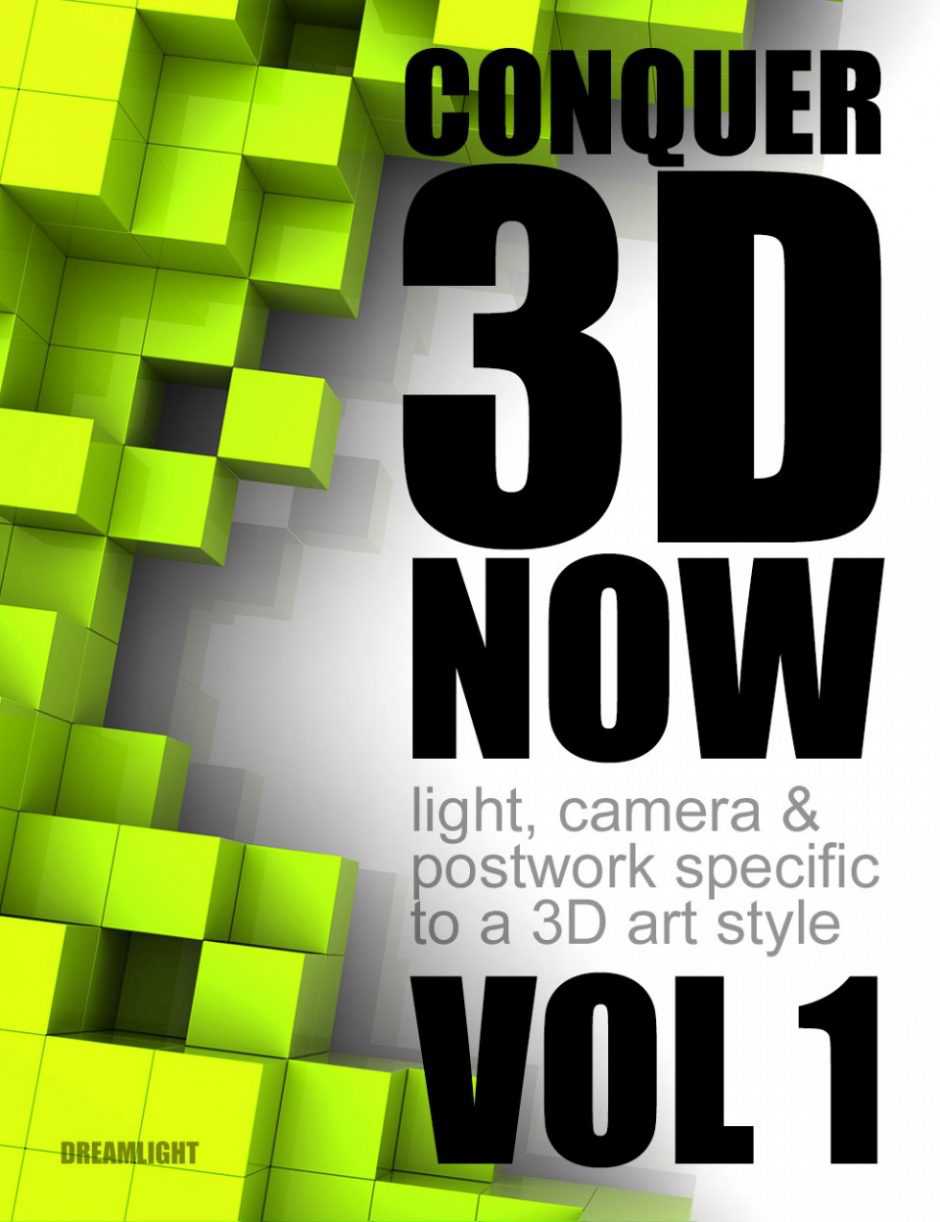 CONQUER
3D
NOW
light, camera &
postwork specific
to a 3D art style
VOL 1
DREAMLIGHT